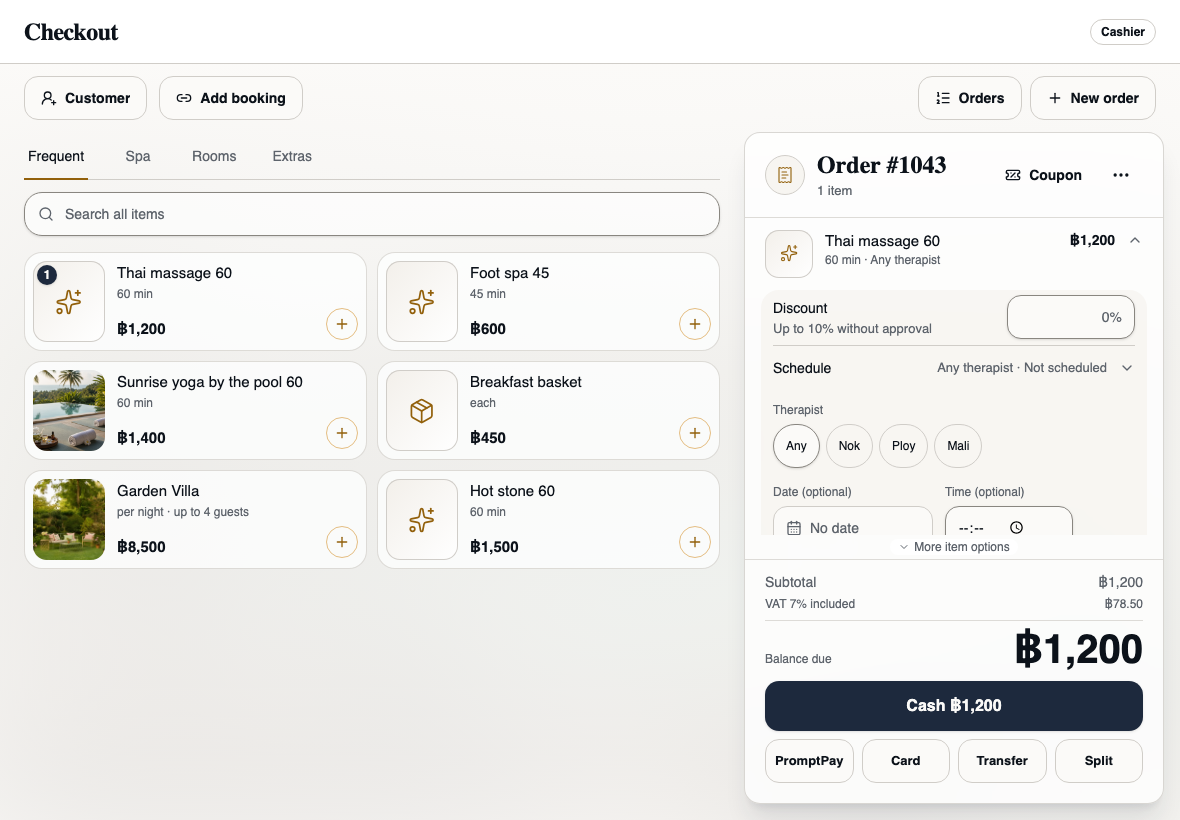 Checkout
Cashier
Customer
Add booking
Orders
New order
Frequent
Spa
Rooms
Extras
Search all items
1
Thai massage 60
60 min
฿1,200
Foot spa 45
45 min
฿600
Sunrise yoga by the pool 60
60 min
฿1,400
Breakfast basket
each
฿450
Garden Villa
per night · up to 4 guests
฿8,500
Hot stone 60
60 min
฿1,500
Order #1043
1 item
Coupon
Thai massage 60
฿1,200
60 min · Any therapist
Discount
Up to 10% without approval
0%
Schedule
Any therapist · Not scheduled
Therapist
Any
Nok
Ploy
Mali
Date (optional)
Time (optional)
No date
--:--
More item options
Subtotal
฿1,200
VAT 7% included
฿78.50
Balance due
฿1,200
Cash ฿1,200
PromptPay
Card
Transfer
Split